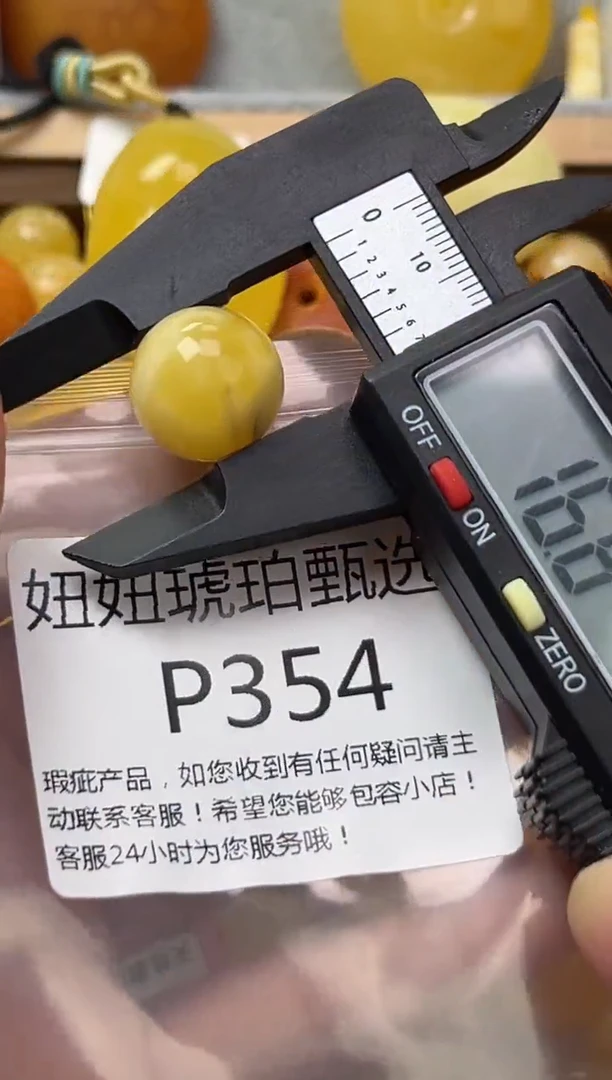 0
10
1 2 3 4 5 6 7
OFF
ON
16.8
ZERO
妞妞琥珀甄选
P354
瑕疵产品，如您收到有任何疑问请主
动联系客服！希望您能够包容小店！
客服24小时为您服务哦！